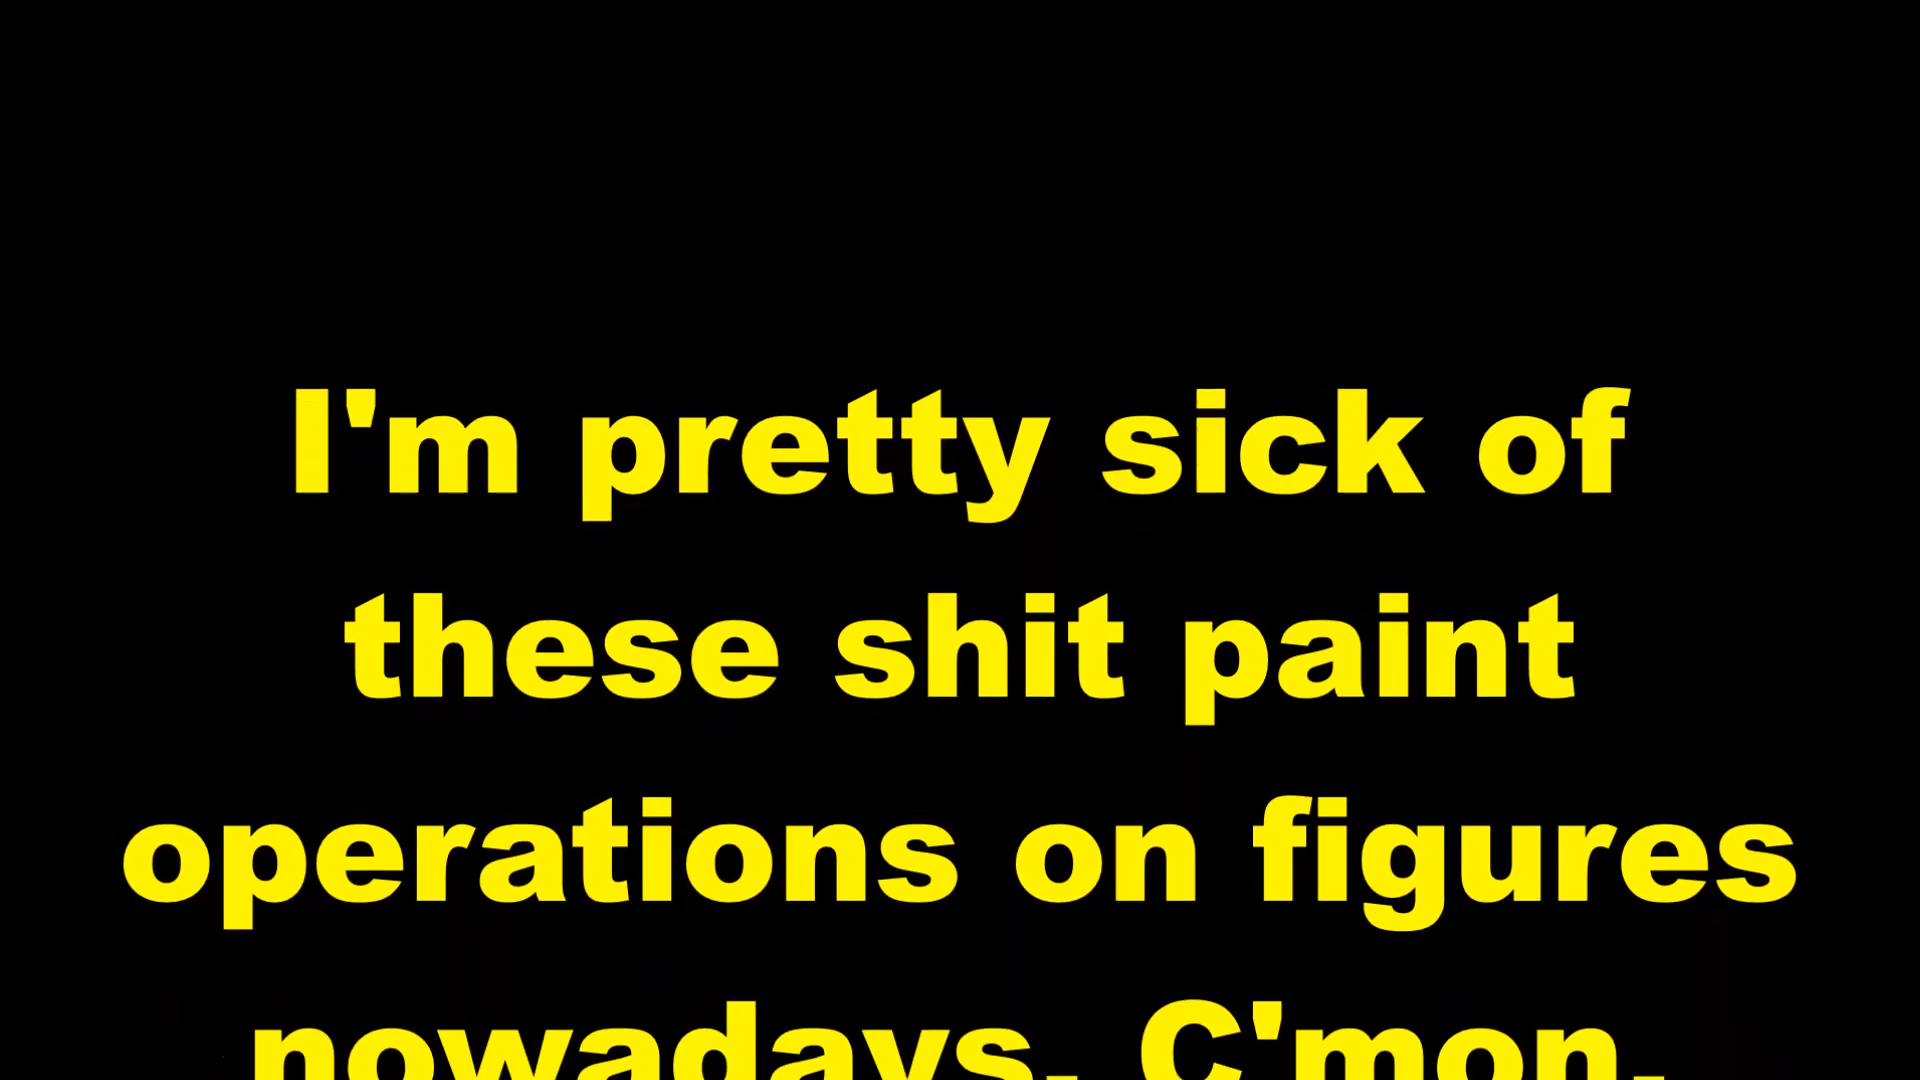 I'm pretty sick of
these shit paint
operations on figures
nowadays. C'mon,